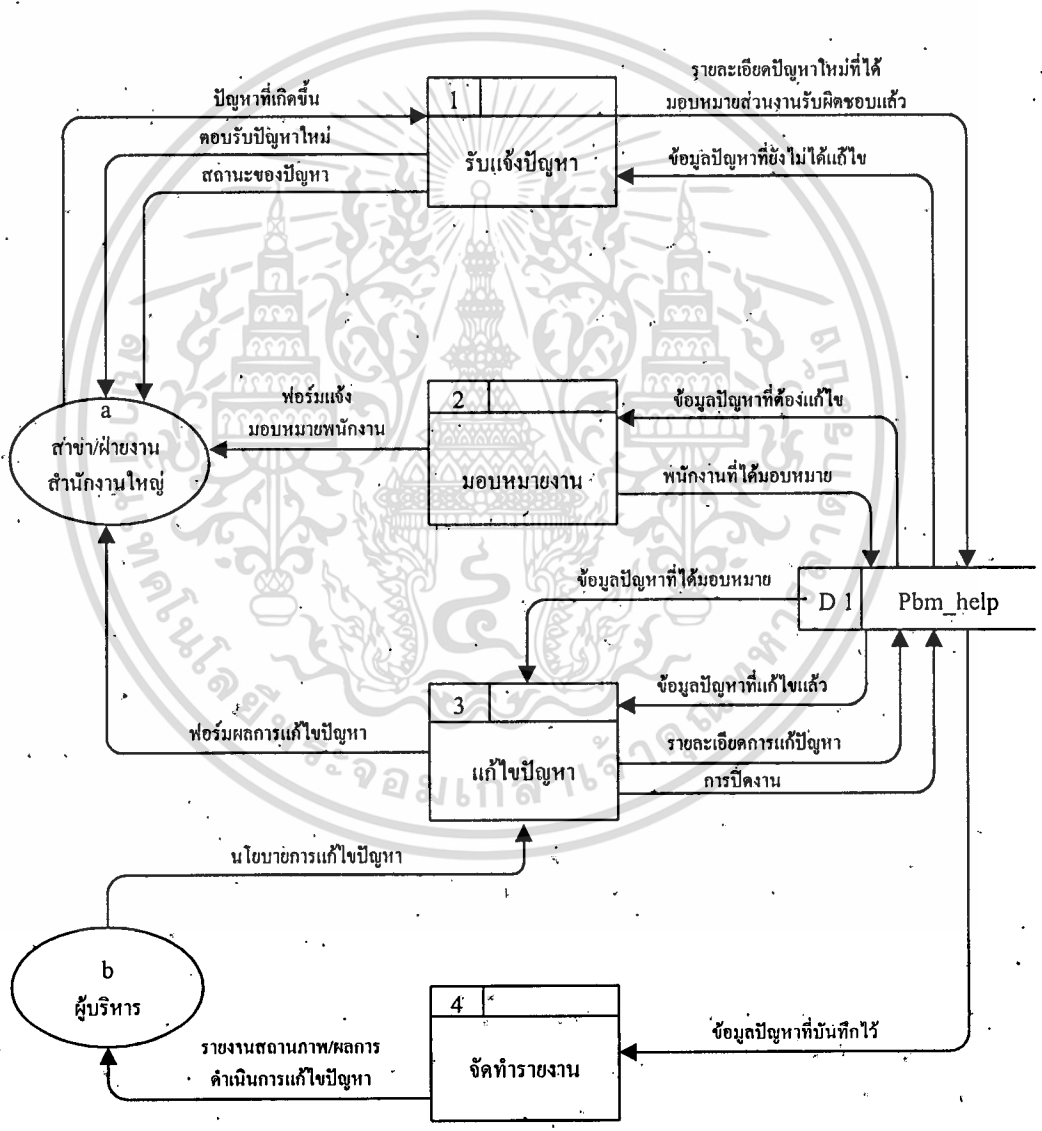 รายละเอียดปัญหาใหม่ที่ได้
มอบหมายส่วนงานรับผิดชอบแล้ว
ปัญหาที่เกิดขึ้น
1
ตอบรับปัญหาใหม่
สถานะของปัญหา
รับแจ้งปัญหา
ข้อมูลปัญหาที่ยังไม่ได้แก้ไข
a
สาขา/ฝ่ายงาน
สำนักงานใหญ่
ฟอร์มแจ้ง
มอบหมายพนักงาน
2
มอบหมายงาน
ข้อมูลปัญหาที่ต้องแก้ไข
พนักงานที่ได้มอบหมาย
ข้อมูลปัญหาที่ได้มอบหมาย
D 1
Pbm_help
3
แก้ไขปัญหา
ข้อมูลปัญหาที่แก้ไขแล้ว
ฟอร์มผลการแก้ไขปัญหา
รายละเอียดการแก้ปัญหา
การปิดงาน
นโยบายการแก้ไขปัญหา
b
ผู้บริหาร
4
จัดทำรายงาน
ข้อมูลปัญหาที่บันทึกไว้
รายงานสถานภาพ/ผลการ
ดำเนินการแก้ไขปัญหา